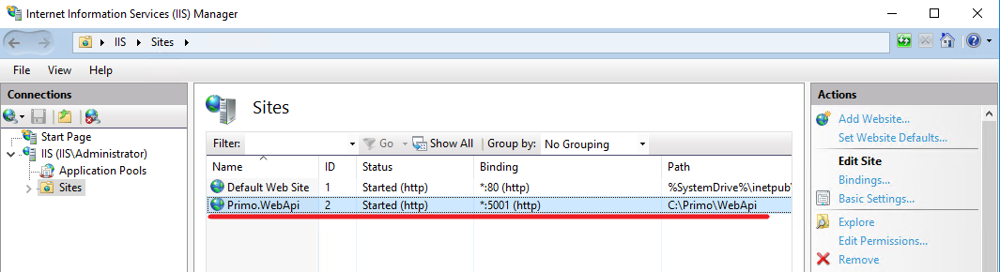 Internet Information Services (IIS) Manager
IIS Sites
File View Help
Connections
Start Page
IIS (IIS\Administrator)
Application Pools
Sites
Sites
Filter: Go Show All Group by: No Grouping
Name ID Status Binding Path
Default Web Site 1 Started (http) *:80 (http) %SystemDrive%\inetpub\
Primo.WebApi 2 Started (http) *:5001 (http) C:\Primo\WebApi
Actions
Add Website...
Set Website Defaults...
Edit Site
Bindings...
Basic Settings...
Explore
Edit Permissions...
Remove